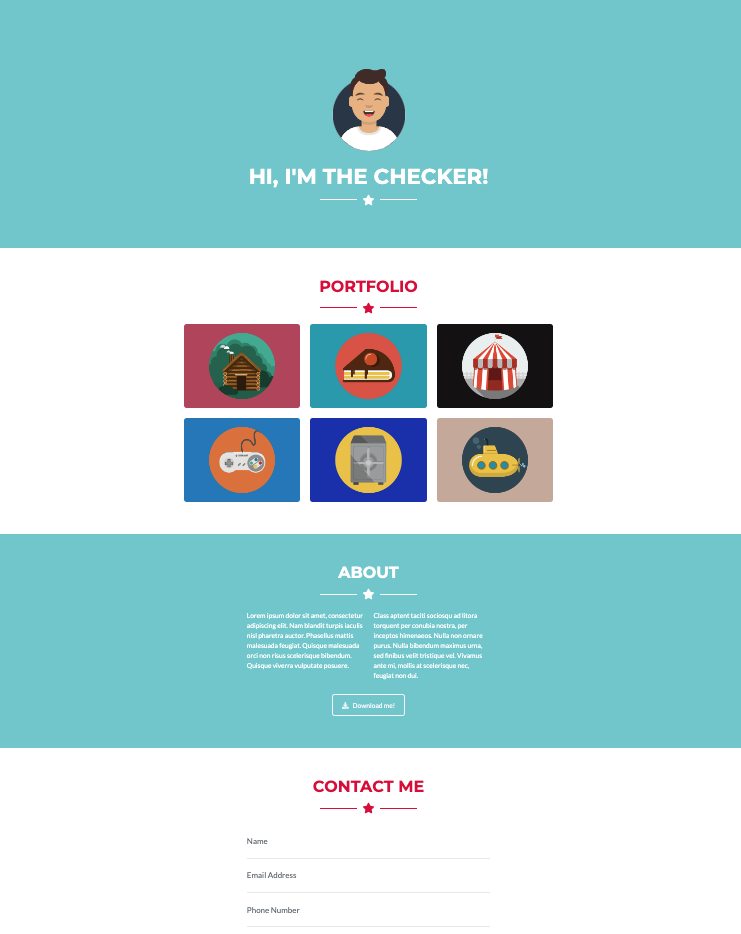 HI, I'M THE CHECKER!
PORTFOLIO
ABOUT
Lorem ipsum dolor sit amet, consectetur
adipiscing elit. Nam blandit turpis iaculis
nisl pharetra auctor. Phasellus mattis
malesuada feugiat. Quisque malesuada
orci non risus scelerisque bibendum.
Quisque viverra vulputate posuere.
Class aptent taciti sociosqu ad litora
torquent per conubia nostra, per
inceptos himenaeos. Nulla non ornare
purus. Nulla bibendum maximus urna,
sed finibus velit tristique vel. Vivamus
ante mi, mollis at scelerisque nec,
feugiat non dui.
Download me!
CONTACT ME
Name
Email Address
Phone Number